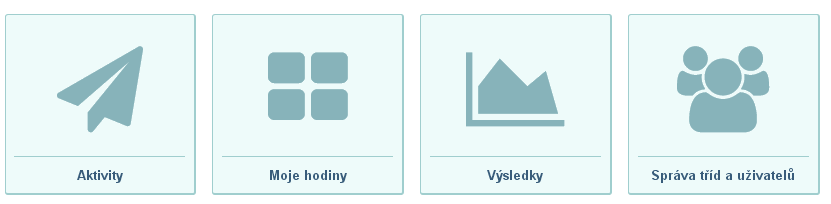 Aktivity
Moje hodiny
Výsledky
Správa tříd a uživatelů